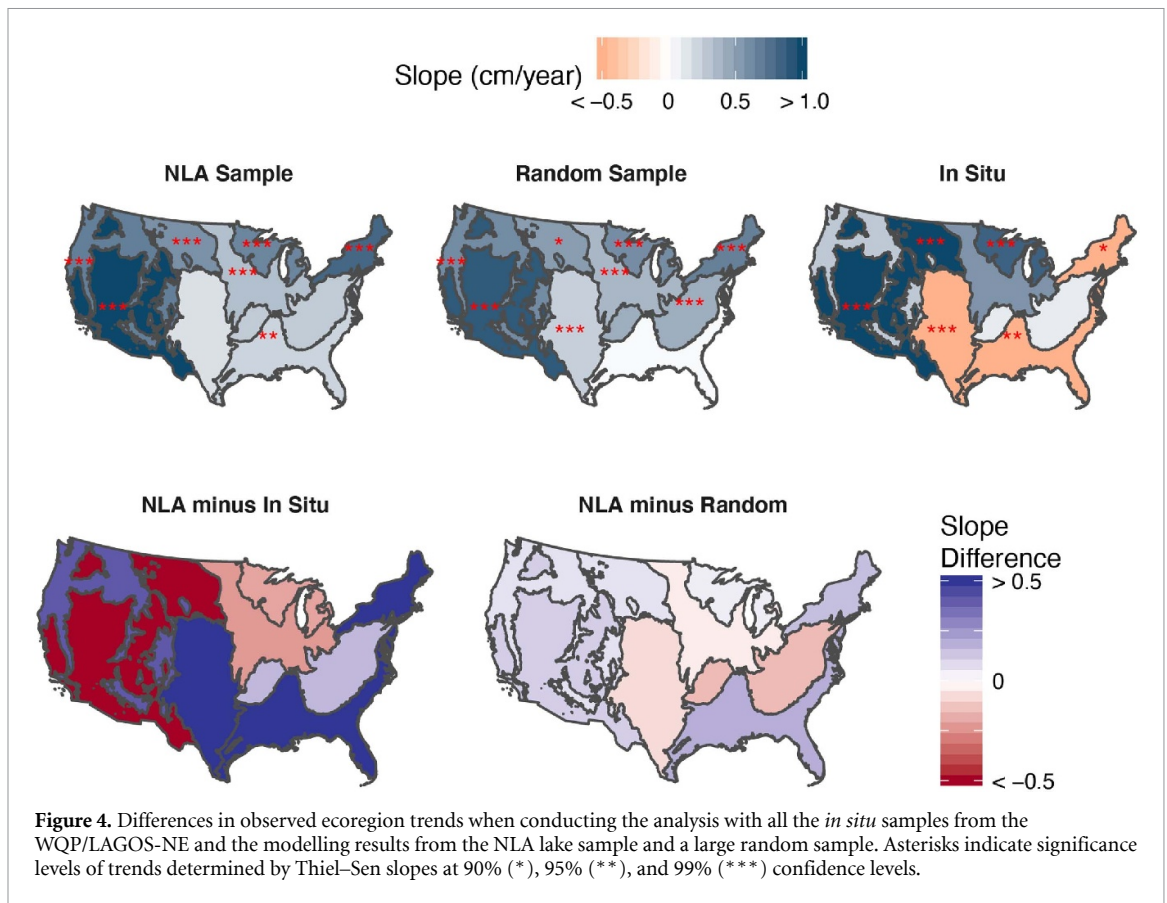 Slope (cm/year)
< −0.5 0 0.5 > 1.0
NLA Sample Random Sample In Situ
*** *** *** *** *** *** **
*** * *** *** *** *** *** ***
*** *** * *** *** **
NLA minus In Situ NLA minus Random
Slope
Difference
> 0.5
0
< −0.5
Figure 4. Differences in observed ecoregion trends when conducting the analysis with all the in situ samples from the
WQP/LAGOS-NE and the modelling results from the NLA lake sample and a large random sample. Asterisks indicate significance
levels of trends determined by Thiel–Sen slopes at 90% (*), 95% (**), and 99% (***) confidence levels.